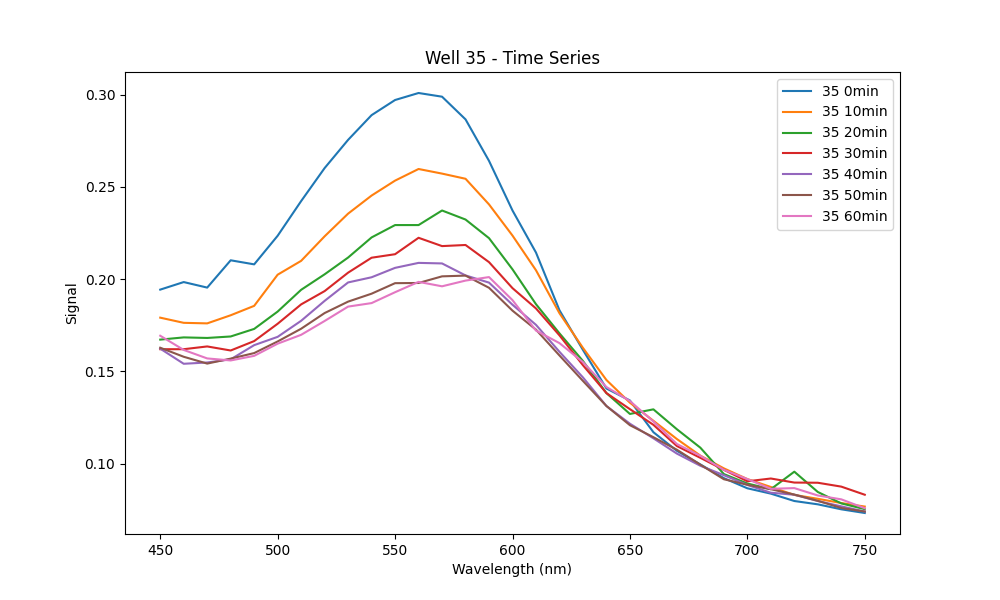 Well 35 - Time Series
35 0min
35 10min
35 20min
35 30min
35 40min
35 50min
35 60min
Signal
0.30
0.25
0.20
0.15
0.10
450 500 550 600 650 700 750
Wavelength (nm)